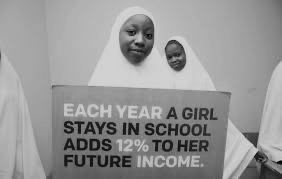 EACH YEAR A GIRL
STAYS IN SCHOOL
ADDS 12% TO HER
FUTURE INCOME.